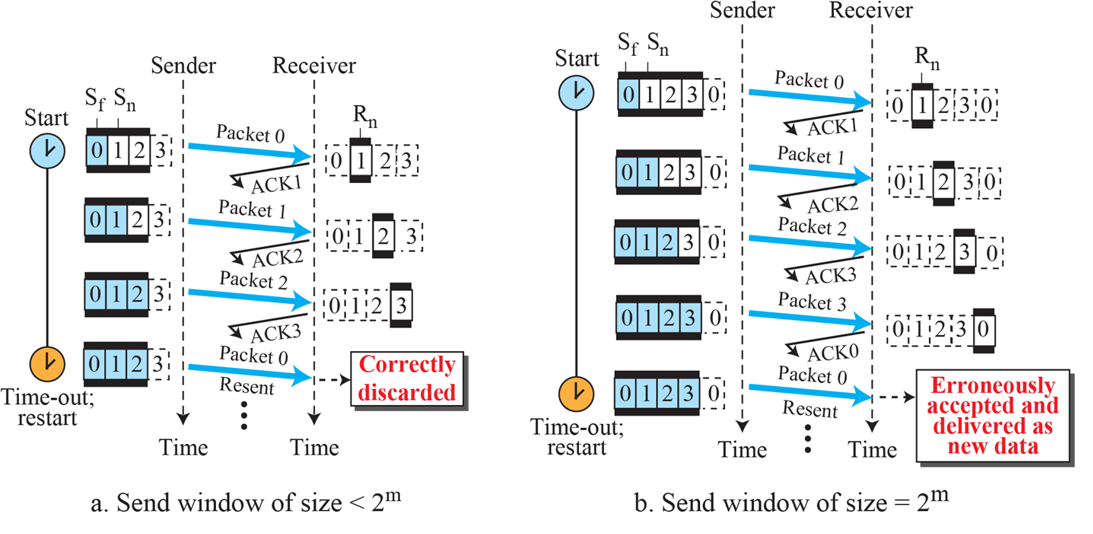 Sender Receiver
Start
S_f S_n
0 1 2 3
Packet 0
ACK1
R_n
0 1 2 3
0 1 2 3
Packet 1
ACK2
0 1 2 3
0 1 2 3
Packet 2
ACK3
0 1 2 3
0 1 2 3
Packet 0
Resent
Correctly
discarded
Time-out;
restart
Time Time
a. Send window of size < 2^m
Sender Receiver
Start
S_f S_n
0 1 2 3 0
Packet 0
ACK1
R_n
0 1 2 3 0
0 1 2 3 0
Packet 1
ACK2
0 1 2 3 0
0 1 2 3 0
Packet 2
ACK3
0 1 2 3 0
0 1 2 3 0
Packet 3
ACK0
0 1 2 3 0
0 1 2 3 0
Packet 0
Resent
Erroneously
accepted and
delivered as
new data
Time-out;
restart
Time Time
b. Send window of size = 2^m